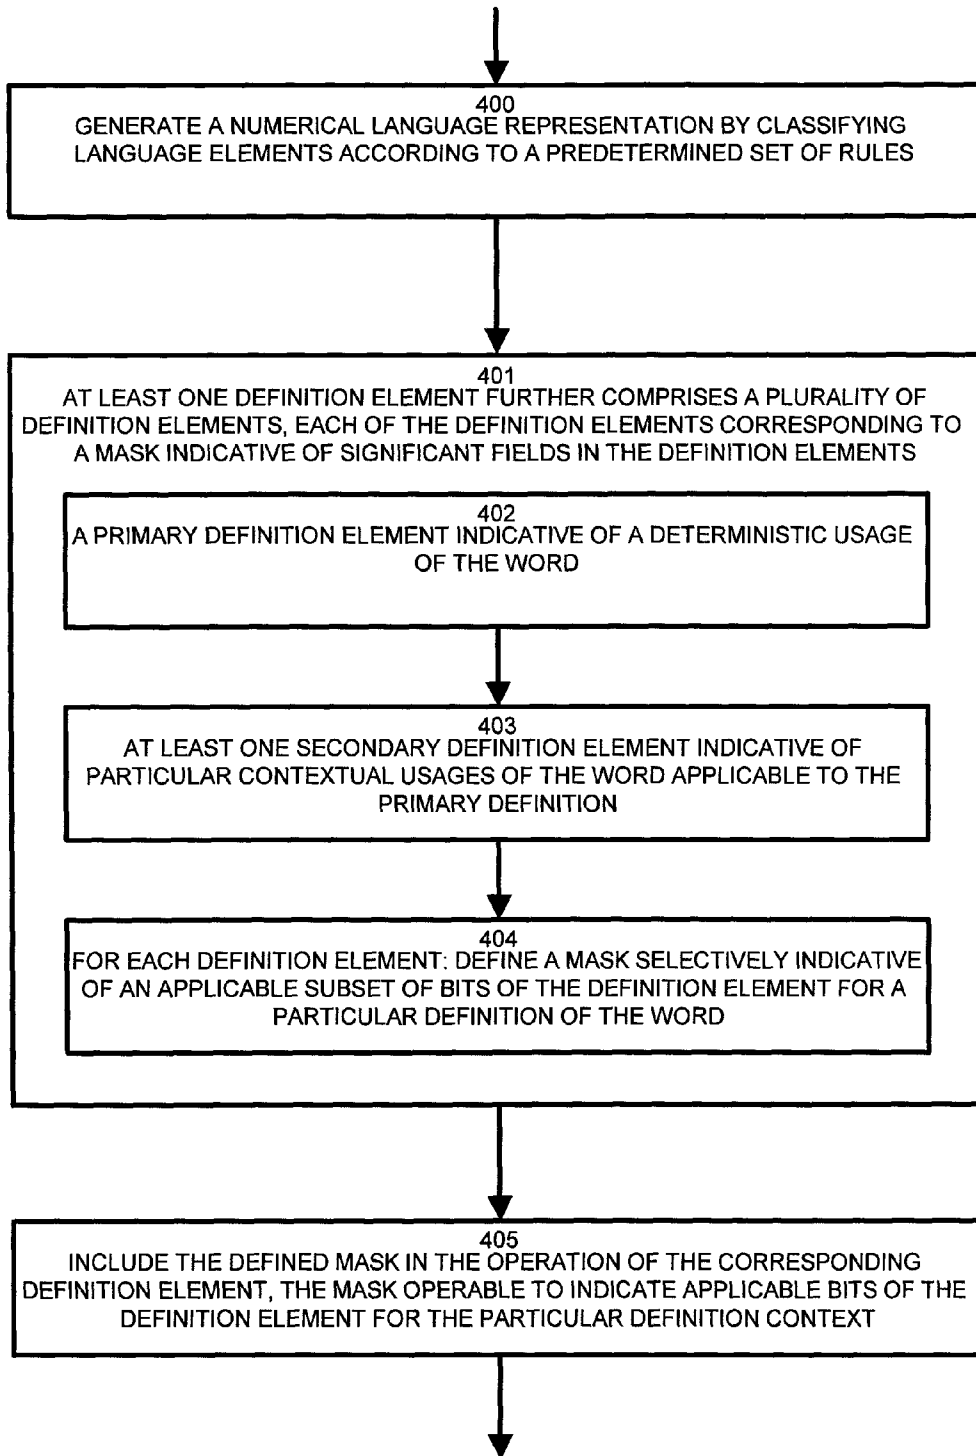 400
GENERATE A NUMERICAL LANGUAGE REPRESENTATION BY CLASSIFYING
LANGUAGE ELEMENTS ACCORDING TO A PREDETERMINED SET OF RULES
401
AT LEAST ONE DEFINITION ELEMENT FURTHER COMPRISES A PLURALITY OF
DEFINITION ELEMENTS, EACH OF THE DEFINITION ELEMENTS CORRESPONDING TO
A MASK INDICATIVE OF SIGNIFICANT FIELDS IN THE DEFINITION ELEMENTS
402
A PRIMARY DEFINITION ELEMENT INDICATIVE OF A DETERMINISTIC USAGE
OF THE WORD
403
AT LEAST ONE SECONDARY DEFINITION ELEMENT INDICATIVE OF
PARTICULAR CONTEXTUAL USAGES OF THE WORD APPLICABLE TO THE
PRIMARY DEFINITION
404
FOR EACH DEFINITION ELEMENT: DEFINE A MASK SELECTIVELY INDICATIVE
OF AN APPLICABLE SUBSET OF BITS OF THE DEFINITION ELEMENT FOR A
PARTICULAR DEFINITION OF THE WORD
405
INCLUDE THE DEFINED MASK IN THE OPERATION OF THE CORRESPONDING
DEFINITION ELEMENT, THE MASK OPERABLE TO INDICATE APPLICABLE BITS OF THE
DEFINITION ELEMENT FOR THE PARTICULAR DEFINITION CONTEXT